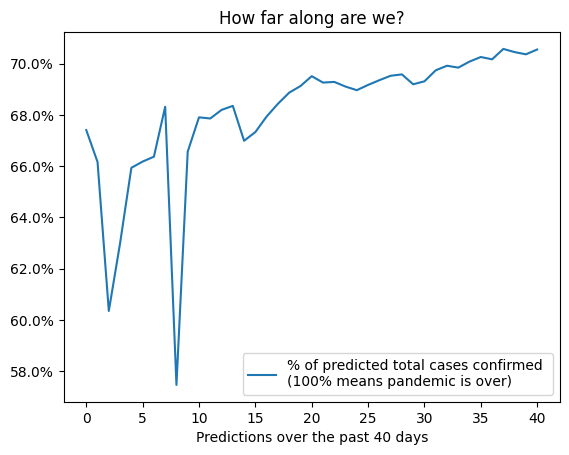 How far along are we?
70.0%
68.0%
66.0%
64.0%
62.0%
60.0%
58.0%
% of predicted total cases confirmed
(100% means pandemic is over)
0 5 10 15 20 25 30 35 40
Predictions over the past 40 days